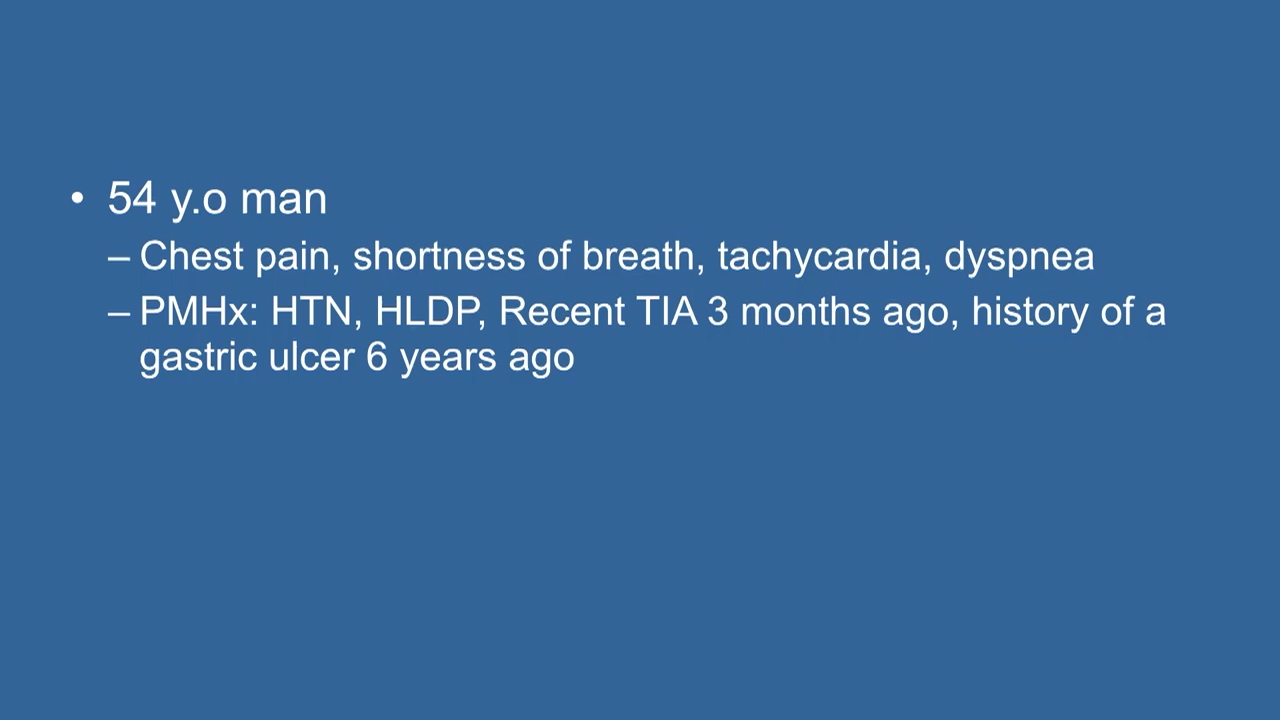 • 54 y.o man
– Chest pain, shortness of breath, tachycardia, dyspnea
– PMHx: HTN, HLDP, Recent TIA 3 months ago, history of a
gastric ulcer 6 years ago